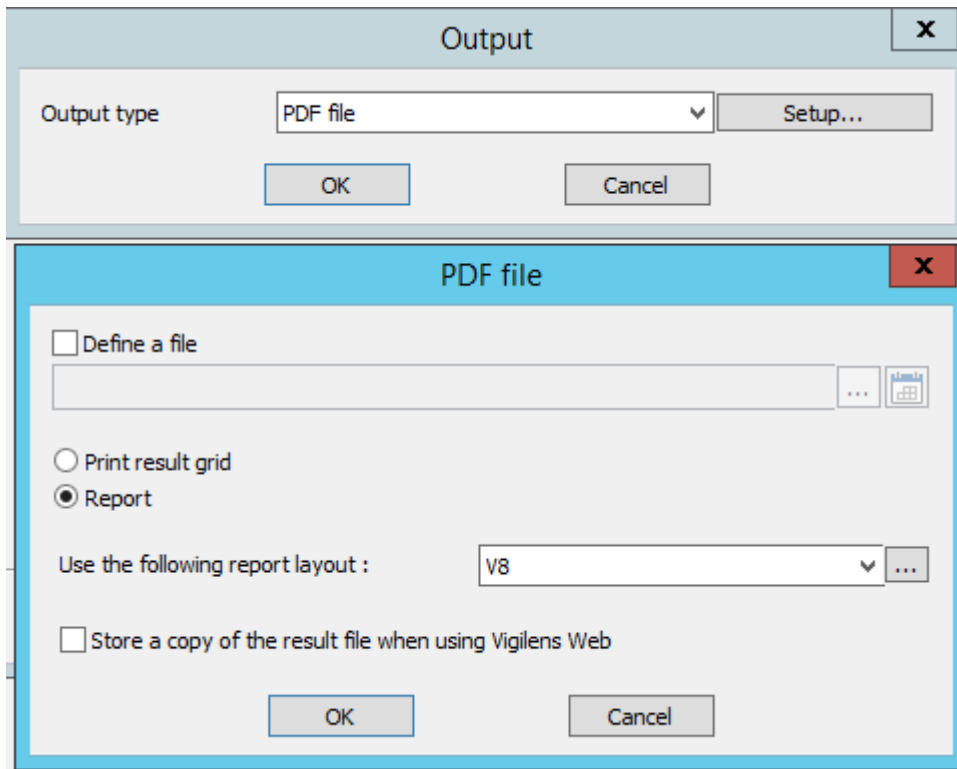 Output
x
Output type PDF file Setup...
OK Cancel
PDF file
x
Define a file
...
Print result grid
Report
Use the following report layout : V8 ...
Store a copy of the result file when using Vigilens Web
OK Cancel